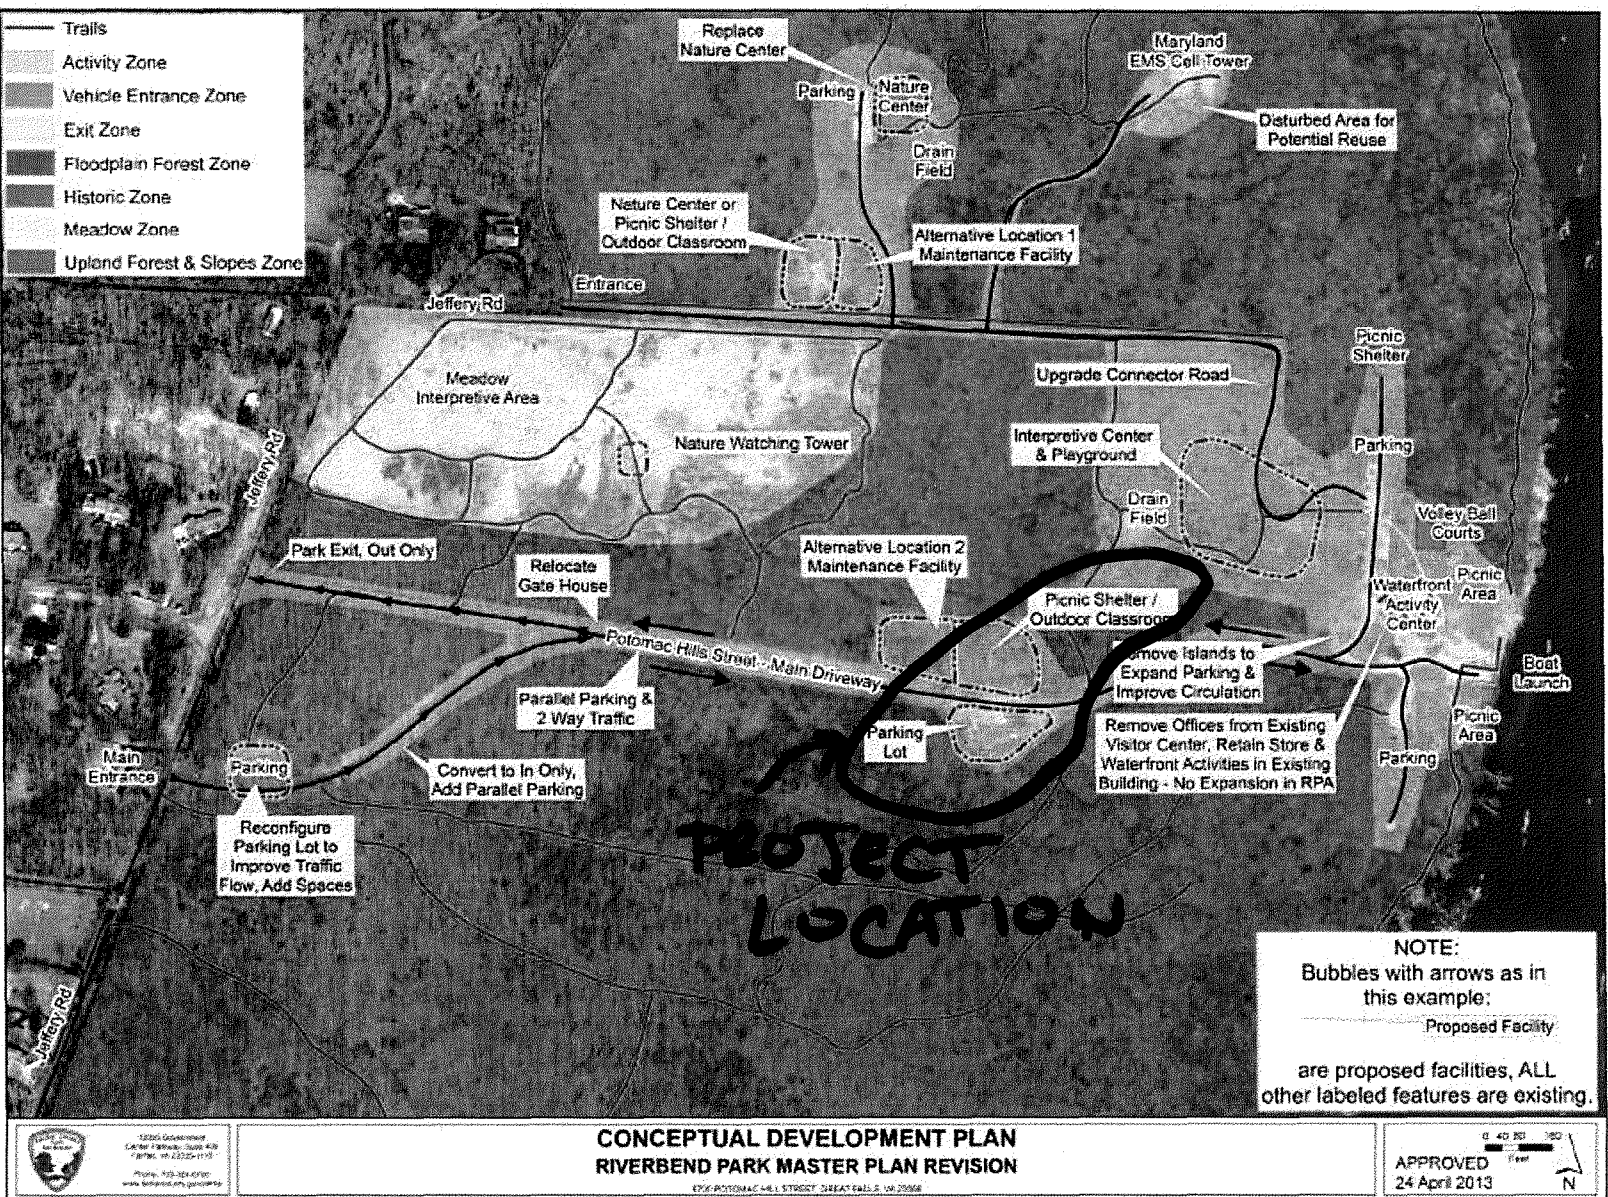 Trails
Activity Zone
Vehicle Entrance Zone
Exit Zone
Floodplain Forest Zone
Historic Zone
Meadow Zone
Upland Forest & Slopes Zone
Replace
Nature Center
Parking
Nature
Center
Drain
Field
Maryland
EMS Cell Tower
Disturbed Area for
Potential Reuse
Nature Center or
Picnic Shelter /
Outdoor Classroom
Alternative Location 1
Maintenance Facility
Entrance
Jeffery Rd
Meadow
Interpretive Area
Nature Watching Tower
Upgrade Connector Road
Picnic
Shelter
Parking
Interpretive Center
& Playground
Drain
Field
Volley Ball
Courts
Jeffery Rd
Park Exit, Out Only
Relocate
Gate House
Alternative Location 2
Maintenance Facility
Picnic Shelter /
Outdoor Classroom
Waterfront
Activity
Center
Picnic
Area
Potomac Hills Street - Main Driveway
Parallel Parking &
2 Way Traffic
move Islands to
Expand Parking &
Improve Circulation
Boat
Launch
Parking
Lot
Remove Offices from Existing
Visitor Center, Retain Store &
Waterfront Activities in Existing
Building - No Expansion in RPA
Picnic
Area
Parking
Main
Entrance
Parking
Convert to In Only,
Add Parallel Parking
Reconfigure
Parking Lot to
Improve Traffic
Flow, Add Spaces
PROJECT
LOCATION
Jeffery Rd
NOTE:
Bubbles with arrows as in
this example:
Proposed Facility
are proposed facilities, ALL
other labeled features are existing.
CONCEPTUAL DEVELOPMENT PLAN
RIVERBEND PARK MASTER PLAN REVISION
Feet
APPROVED
24 April 2013
N